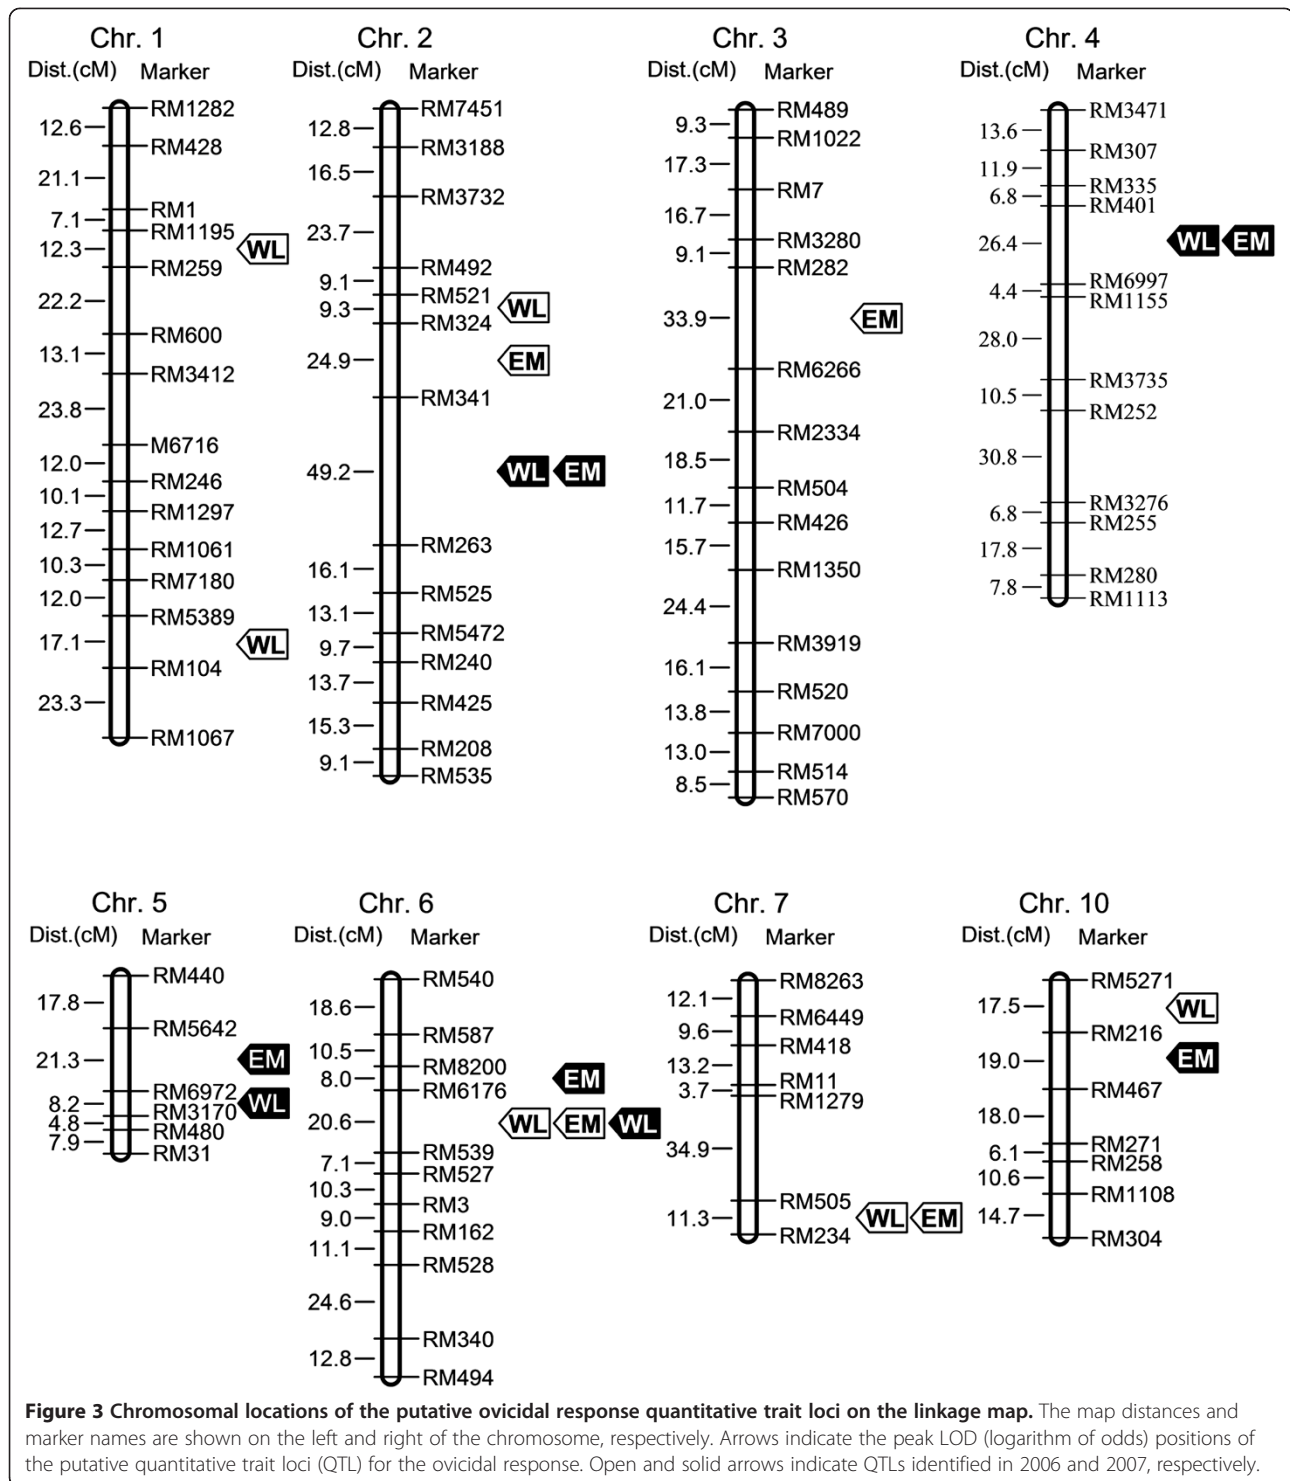 Chr. 1
Dist.(cM) Marker
RM1282
12.6
RM428
21.1
RM1
7.1
RM1195
12.3
WL
RM259
22.2
RM600
13.1
RM3412
23.8
M6716
12.0
RM246
10.1
RM1297
12.7
RM1061
10.3
RM7180
12.0
RM5389
17.1
WL
RM104
23.3
RM1067
Chr. 2
Dist.(cM) Marker
RM7451
12.8
RM3188
16.5
RM3732
23.7
RM492
9.1
RM521
9.3
WL
RM324
24.9
EM
RM341
49.2
WL EM
RM263
16.1
RM525
13.1
RM5472
9.7
RM240
13.7
RM425
15.3
RM208
9.1
RM535
Chr. 3
Dist.(cM) Marker
RM489
9.3
RM1022
17.3
RM7
16.7
RM3280
9.1
RM282
33.9
EM
RM6266
21.0
RM2334
18.5
RM504
11.7
RM426
15.7
RM1350
24.4
RM3919
16.1
RM520
13.8
RM7000
13.0
RM514
8.5
RM570
Chr. 4
Dist.(cM) Marker
RM3471
13.6
RM307
11.9
RM335
6.8
RM401
26.4
WL EM
RM6997
4.4
RM1155
28.0
RM3735
10.5
RM252
30.8
RM3276
6.8
RM255
17.8
RM280
7.8
RM1113
Chr. 5
Dist.(cM) Marker
RM440
17.8
RM5642
21.3
EM
RM6972
8.2
WL
RM3170
4.8
RM480
7.9
RM31
Chr. 6
Dist.(cM) Marker
RM540
18.6
RM587
10.5
RM8200
8.0
EM
RM6176
20.6
WL EM WL
RM539
7.1
RM527
10.3
RM3
9.0
RM162
11.1
RM528
24.6
RM340
12.8
RM494
Chr. 7
Dist.(cM) Marker
RM8263
12.1
RM6449
9.6
RM418
13.2
RM11
3.7
RM1279
34.9
RM505
11.3
WL EM
RM234
Chr. 10
Dist.(cM) Marker
RM5271
17.5
WL
RM216
19.0
EM
RM467
18.0
RM271
6.1
RM258
10.6
RM1108
14.7
RM304
Figure 3 Chromosomal locations of the putative ovicidal response quantitative trait loci on the linkage map. The map distances and
marker names are shown on the left and right of the chromosome, respectively. Arrows indicate the peak LOD (logarithm of odds) positions of
the putative quantitative trait loci (QTL) for the ovicidal response. Open and solid arrows indicate QTLs identified in 2006 and 2007, respectively.